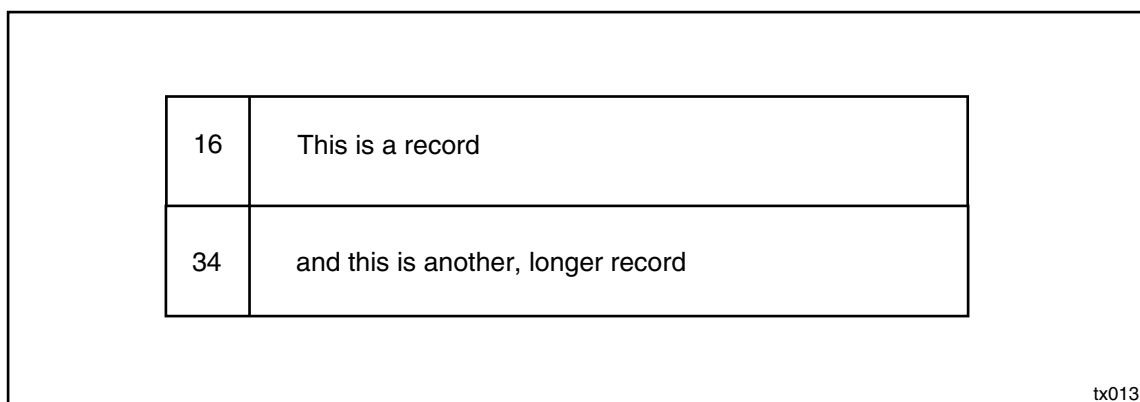 16 This is a record
34 and this is another, longer record
tx013